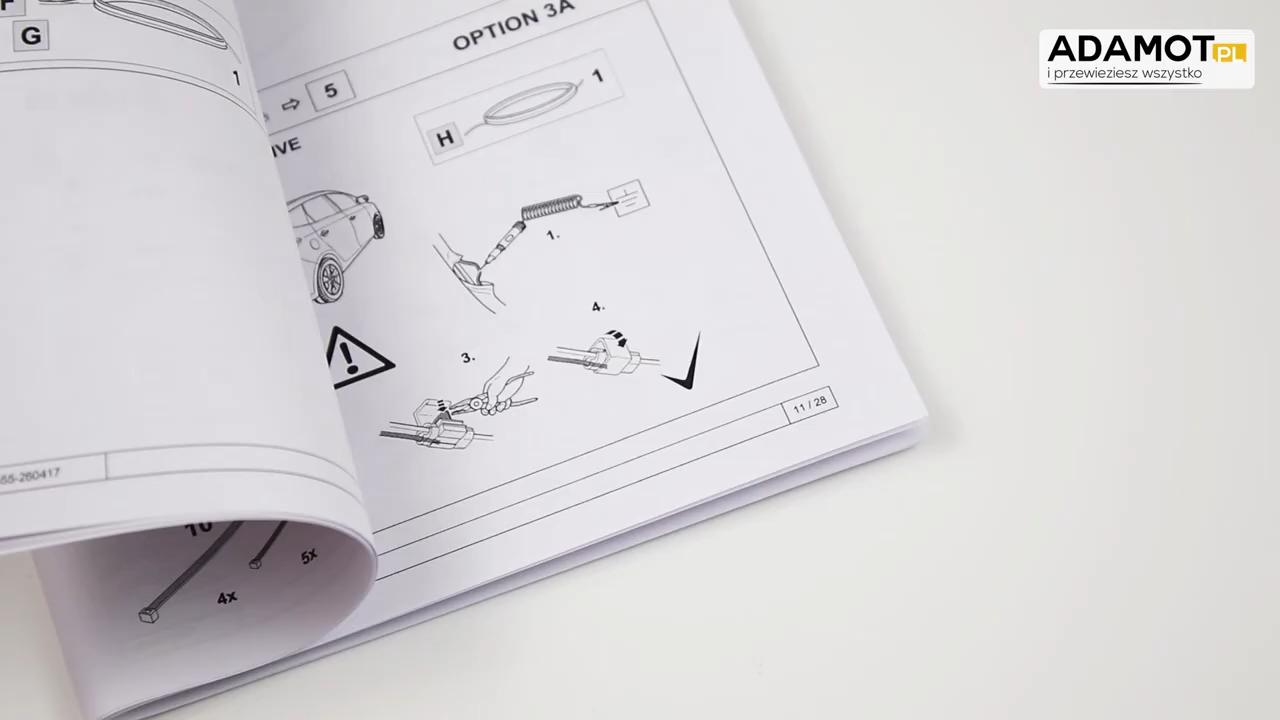 G
1
OPTION 3A
5
H
1
1.
4.
3.
11 / 28
55-260417
10
5x
4x
ADAMOT PL
i przewieziesz wszystko